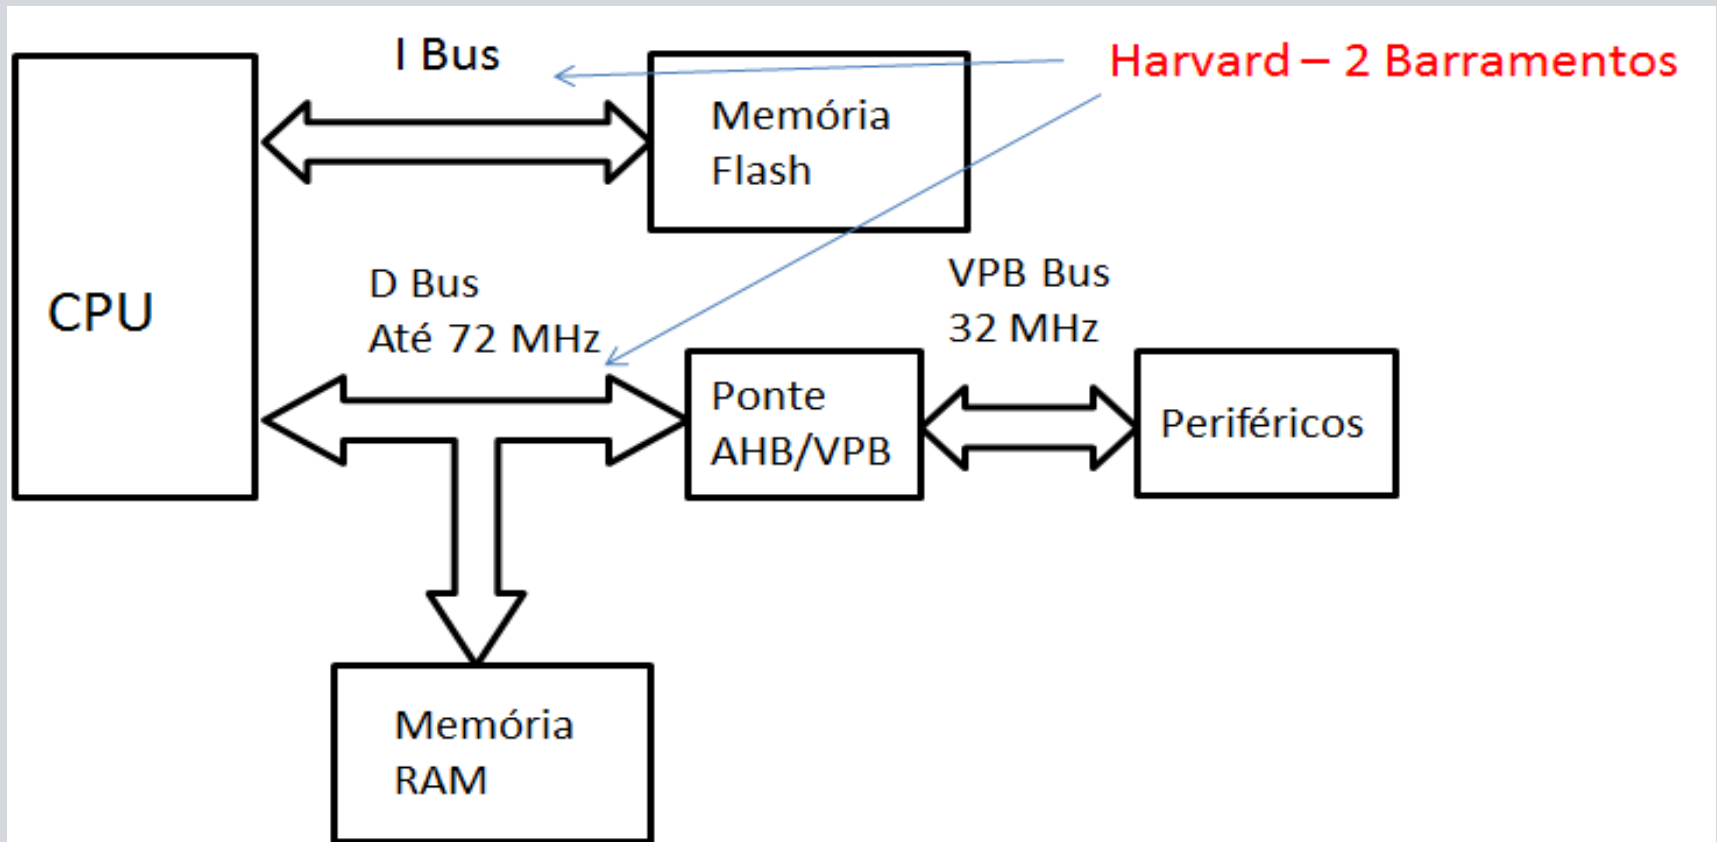 I Bus
Harvard – 2 Barramentos
Memória
Flash
CPU
D Bus
Até 72 MHz
VPB Bus
32 MHz
Ponte
AHB/VPB
Periféricos
Memória
RAM